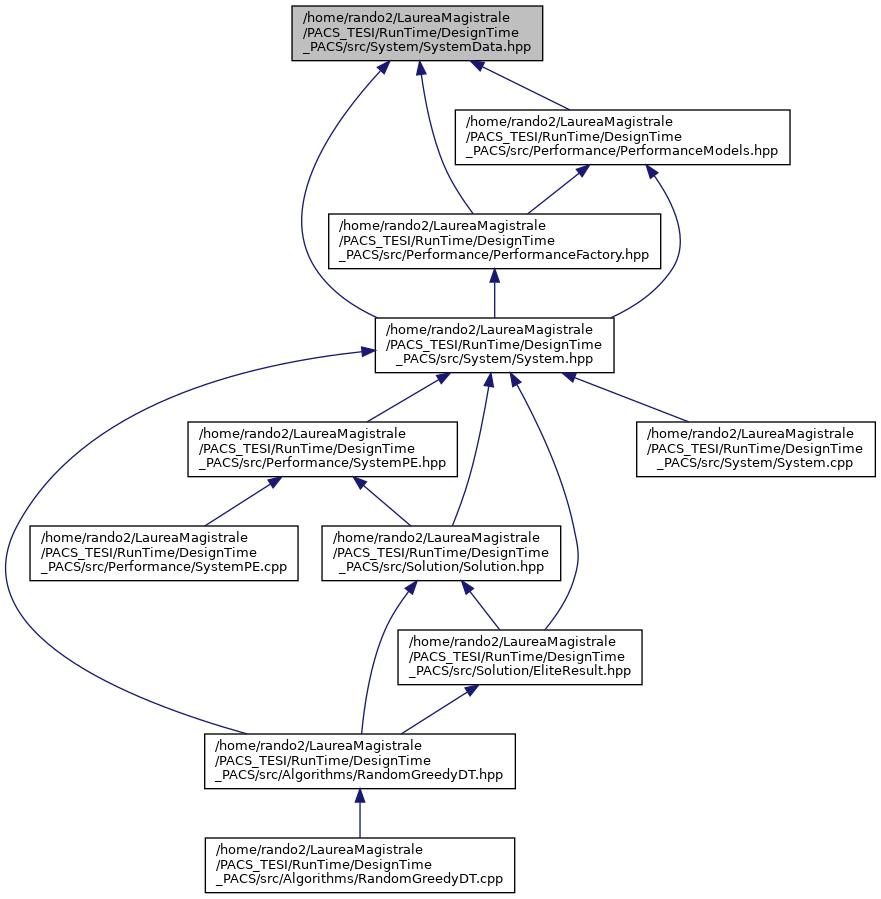 /home/rando2/LaureaMagistrale
/PACS_TESI/RunTime/DesignTime
_PACS/src/System/SystemData.hpp
/home/rando2/LaureaMagistrale
/PACS_TESI/RunTime/DesignTime
_PACS/src/Performance/PerformanceModels.hpp
/home/rando2/LaureaMagistrale
/PACS_TESI/RunTime/DesignTime
_PACS/src/Performance/PerformanceFactory.hpp
/home/rando2/LaureaMagistrale
/PACS_TESI/RunTime/DesignTime
_PACS/src/System/System.hpp
/home/rando2/LaureaMagistrale
/PACS_TESI/RunTime/DesignTime
_PACS/src/Performance/SystemPE.hpp
/home/rando2/LaureaMagistrale
/PACS_TESI/RunTime/DesignTime
_PACS/src/System/System.cpp
/home/rando2/LaureaMagistrale
/PACS_TESI/RunTime/DesignTime
_PACS/src/Performance/SystemPE.cpp
/home/rando2/LaureaMagistrale
/PACS_TESI/RunTime/DesignTime
_PACS/src/Solution/Solution.hpp
/home/rando2/LaureaMagistrale
/PACS_TESI/RunTime/DesignTime
_PACS/src/Solution/EliteResult.hpp
/home/rando2/LaureaMagistrale
/PACS_TESI/RunTime/DesignTime
_PACS/src/Algorithms/RandomGreedyDT.hpp
/home/rando2/LaureaMagistrale
/PACS_TESI/RunTime/DesignTime
_PACS/src/Algorithms/RandomGreedyDT.cpp